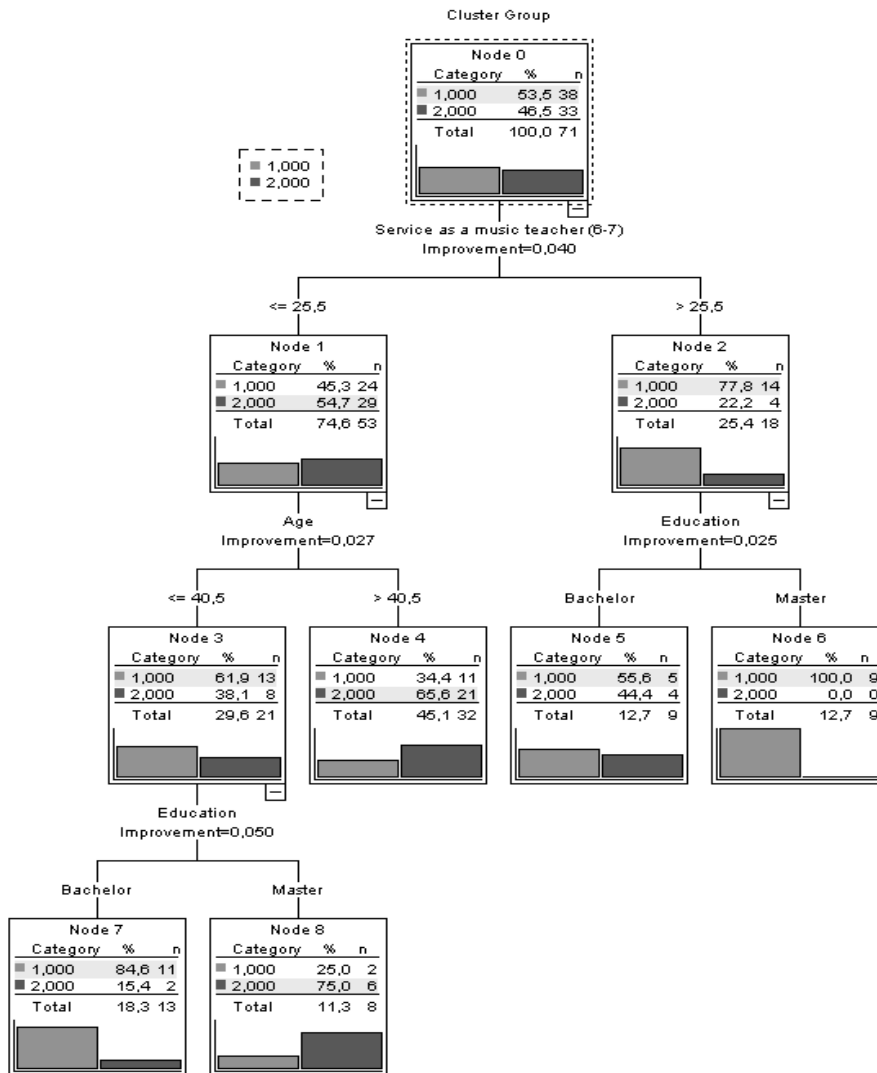 Cluster Group
Node 0
Category % n
1,000 53,5 38
2,000 46,5 33
Total 100,0 71
1,000
2,000
Service as a music teacher (6-7)
Improvement=0,040
<= 25,5
> 25,5
Node 1
Category % n
1,000 45,3 24
2,000 54,7 29
Total 74,6 53
Node 2
Category % n
1,000 77,8 14
2,000 22,2 4
Total 25,4 18
Age
Improvement=0,027
Education
Improvement=0,025
<= 40,5
> 40,5
Bachelor
Master
Node 3
Category % n
1,000 61,9 13
2,000 38,1 8
Total 29,6 21
Node 4
Category % n
1,000 34,4 11
2,000 65,6 21
Total 45,1 32
Node 5
Category % n
1,000 55,6 5
2,000 44,4 4
Total 12,7 9
Node 6
Category % n
1,000 100,0 9
2,000 0,0 0
Total 12,7 9
Education
Improvement=0,050
Bachelor
Master
Node 7
Category % n
1,000 84,6 11
2,000 15,4 2
Total 18,3 13
Node 8
Category % n
1,000 25,0 2
2,000 75,0 6
Total 11,3 8